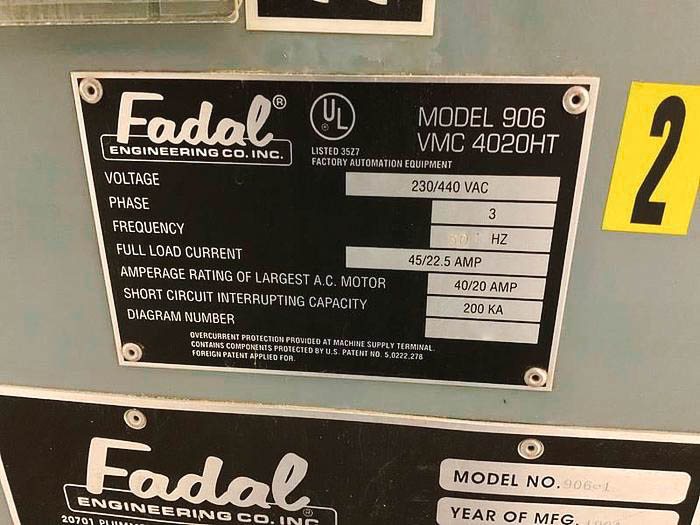 Fadal®
ENGINEERING CO. INC.
UL
LISTED 35Z7
FACTORY AUTOMATION EQUIPMENT
MODEL 906
VMC 4020HT
VOLTAGE 230/440 VAC
PHASE 3
FREQUENCY HZ
FULL LOAD CURRENT 45/22.5 AMP
AMPERAGE RATING OF LARGEST A.C. MOTOR 40/20 AMP
SHORT CIRCUIT INTERRUPTING CAPACITY 200 KA
DIAGRAM NUMBER
OVERCURRENT PROTECTION PROVIDED AT MACHINE SUPPLY TERMINAL.
CONTAINS COMPONENTS PROTECTED BY U.S. PATENT NO. 5,0222,278
FOREIGN PATENT APPLIED FOR.
2
Fadal
ENGINEERING CO. INC.
20701
MODEL NO.
YEAR OF MFG.